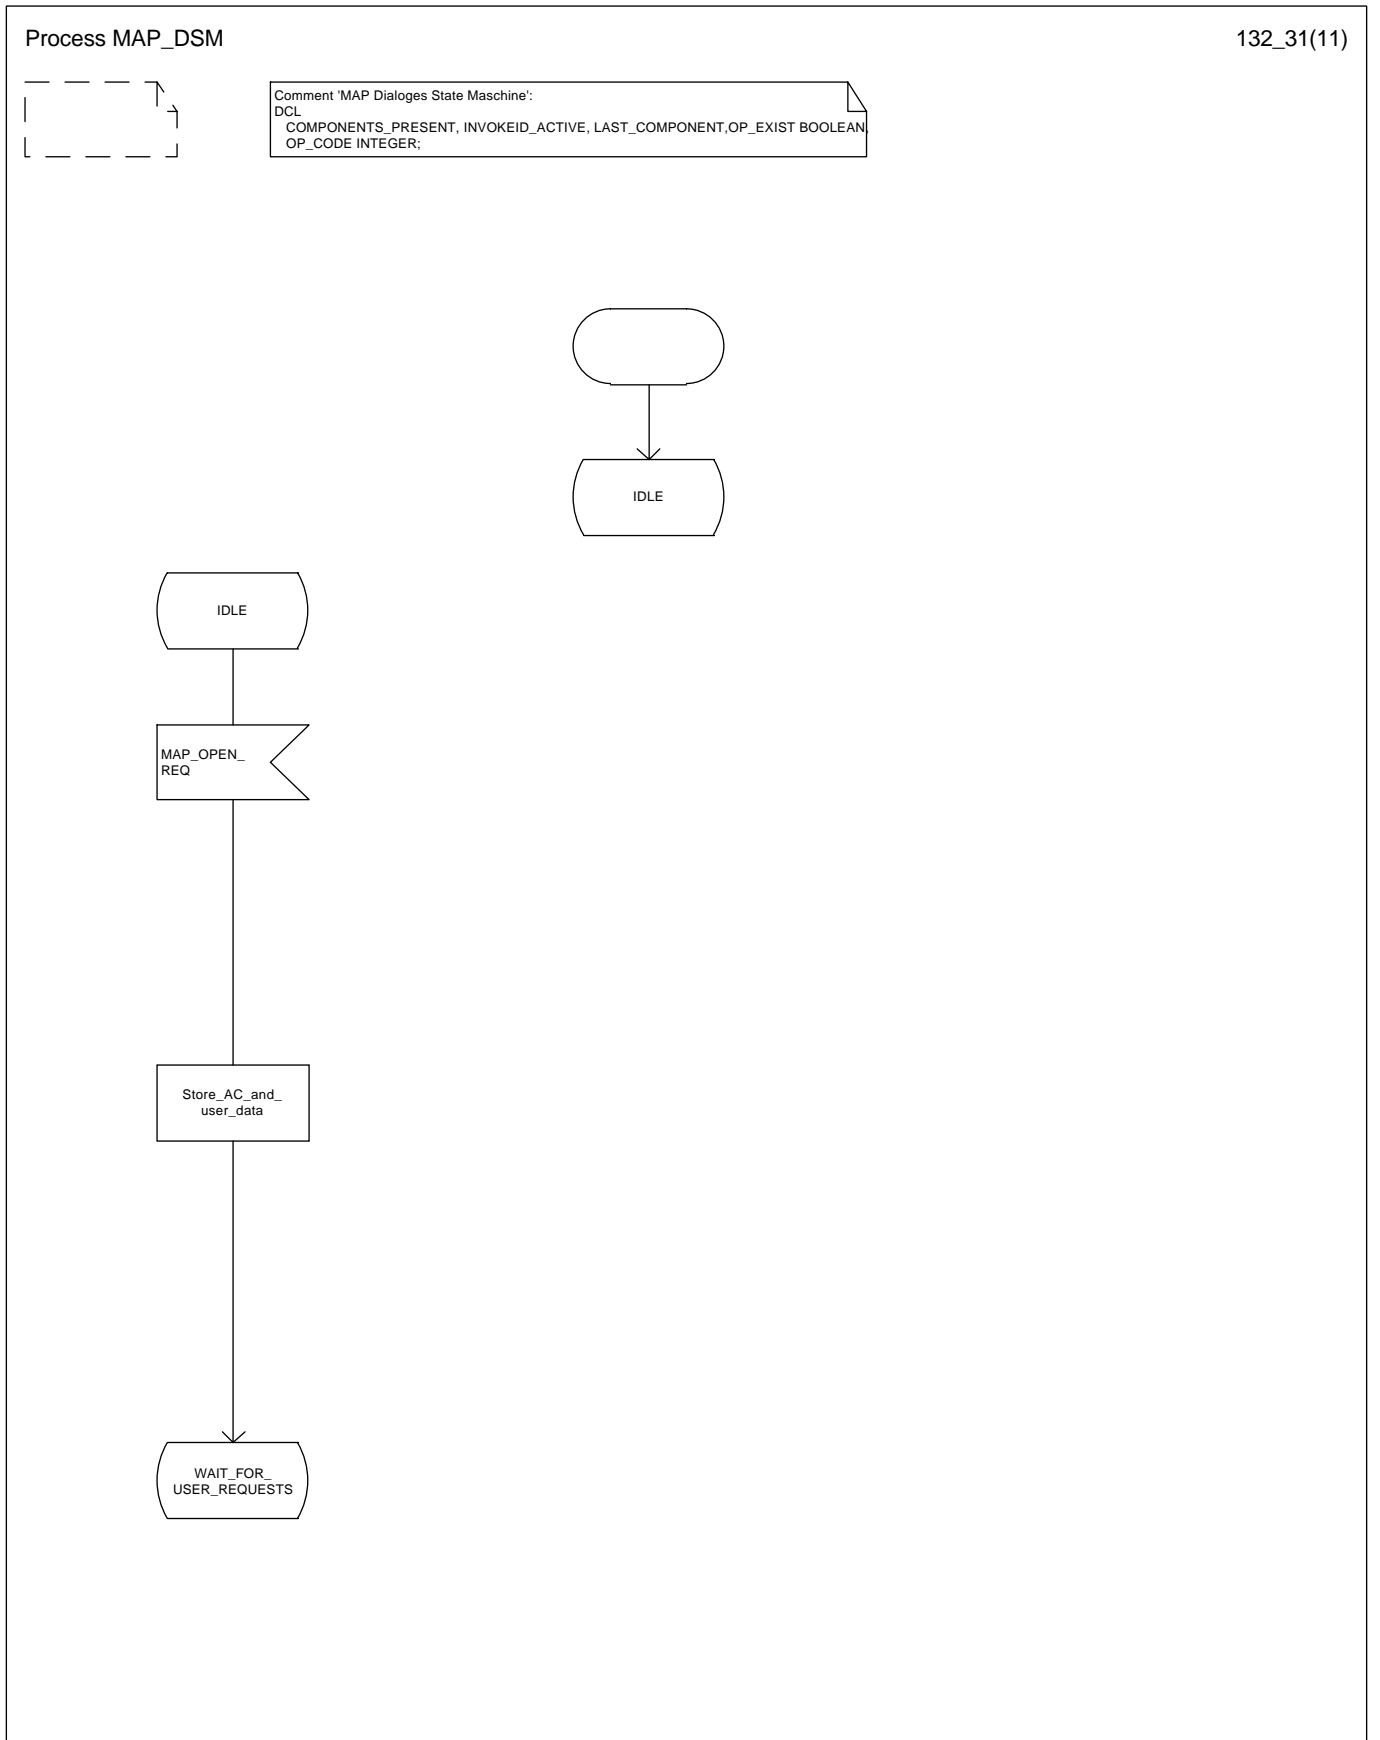 Process MAP_DSM
132_31(11)
Comment 'MAP Dialoges State Maschine':
DCL
COMPONENTS_PRESENT, INVOKEID_ACTIVE, LAST_COMPONENT,OP_EXIST BOOLEAN,
OP_CODE INTEGER;
IDLE
IDLE
MAP_OPEN_
REQ
Store_AC_and_
user_data
WAIT_FOR_
USER_REQUESTS